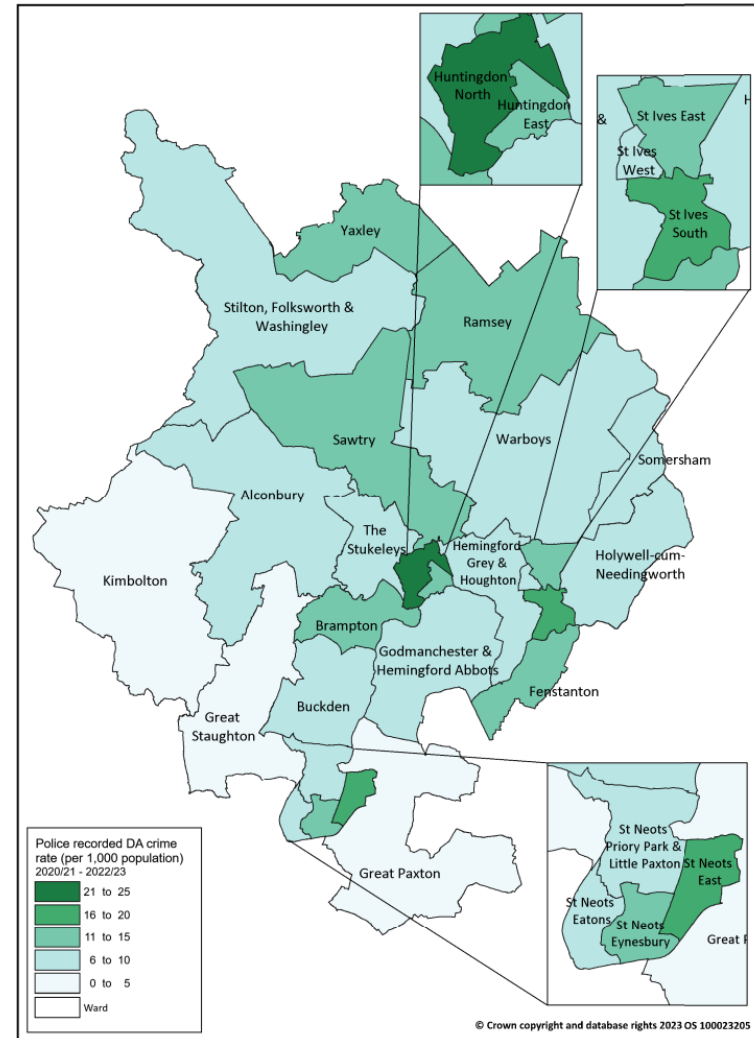 Huntingdon
North
Huntingdon
East
H
&
St Ives East
St Ives
West
St Ives
South
Yaxley
Stilton, Folksworth &
Washingley
Ramsey
Sawtry
Warboys
Somersham
Alconbury
The
Stukeleys
Hemingford
Grey &
Houghton
Holywell-cum-
Needingworth
Kimbolton
Brampton
Godmanchester &
Hemingford Abbots
Fenstanton
Buckden
Great
Staughton
Great Paxton
St Neots
Priory Park &
Little Paxton
St Neots
East
St Neots
Eatons
St Neots
Eynesbury
Great P
Police recorded DA crime
rate (per 1,000 population)
2020/21 - 2022/23
21 to 25
16 to 20
11 to 15
6 to 10
0 to 5
Ward
© Crown copyright and database rights 2023 OS 100023205